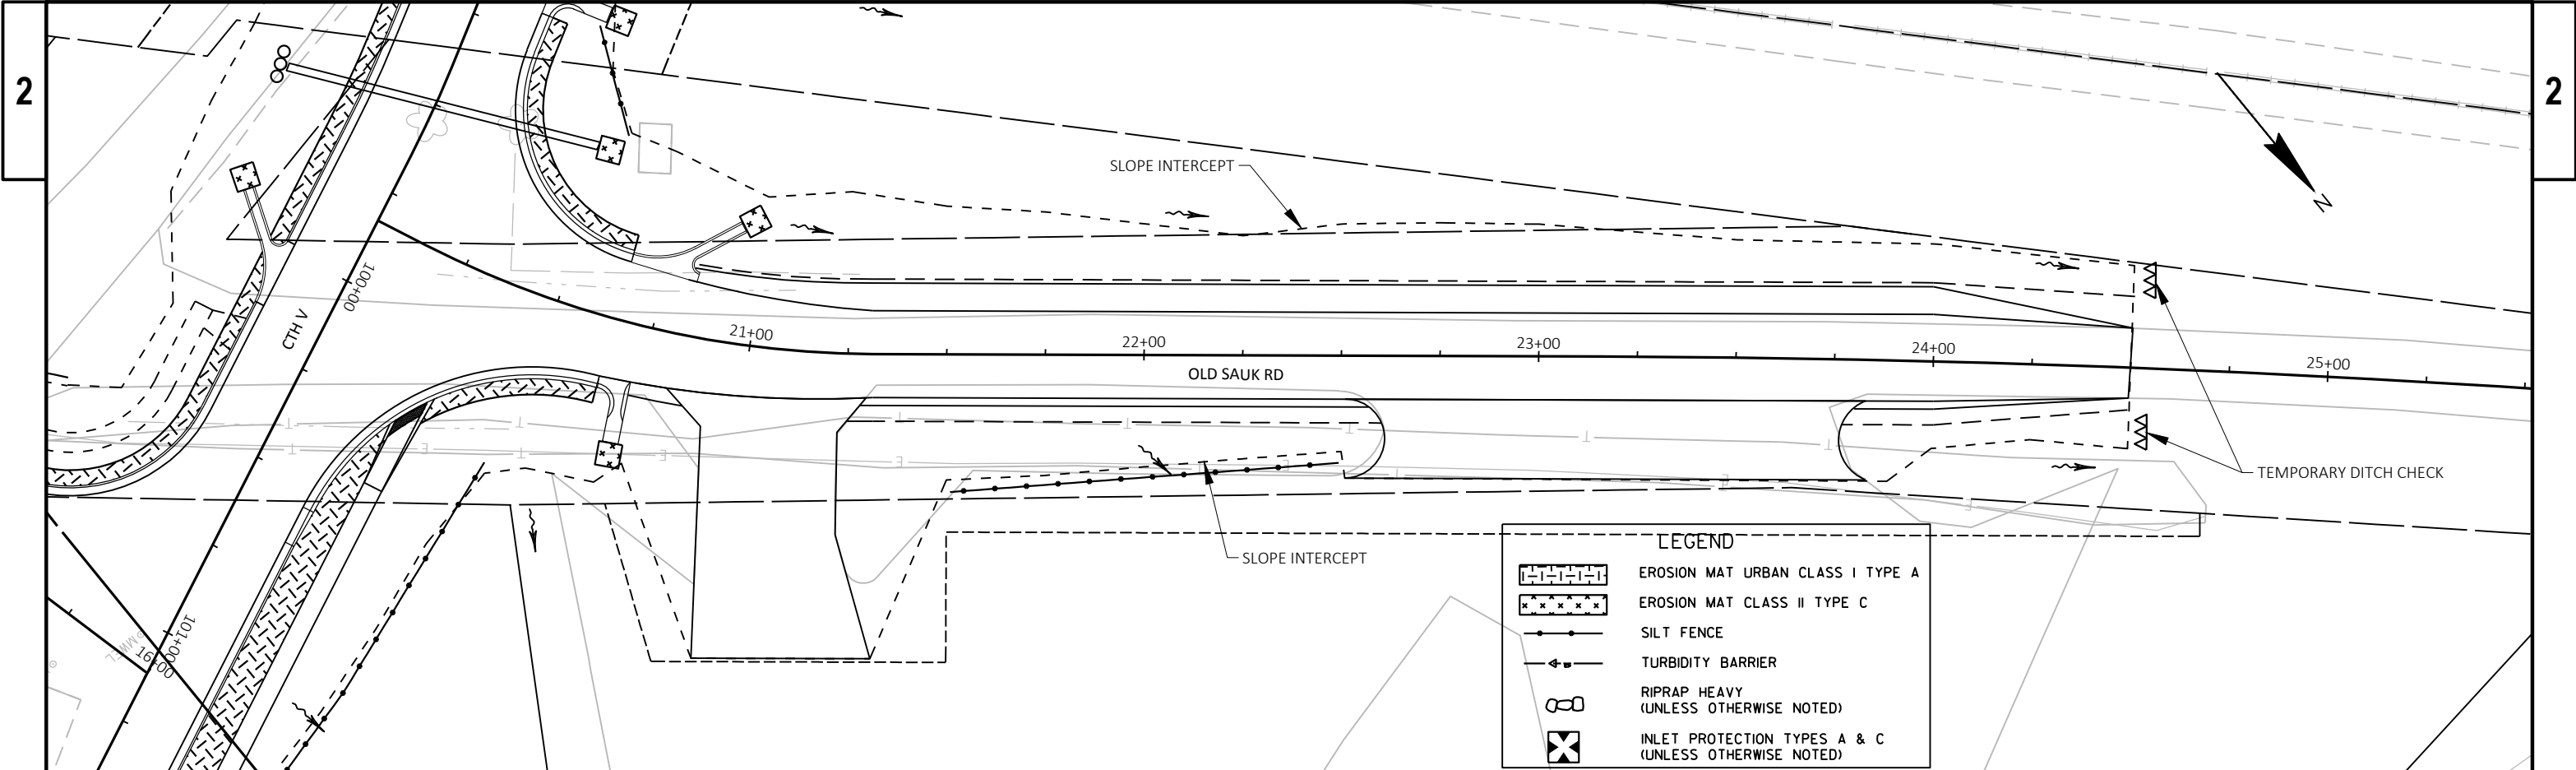 2
2
SLOPE INTERCEPT
N
CTH V
100+00
21+00
22+00
23+00
24+00
25+00
OLD SAUK RD
TEMPORARY DITCH CHECK
SLOPE INTERCEPT
101+00
16+00
LEGEND
EROSION MAT URBAN CLASS I TYPE A
EROSION MAT CLASS II TYPE C
SILT FENCE
TURBIDITY BARRIER
RIPRAP HEAVY
(UNLESS OTHERWISE NOTED)
INLET PROTECTION TYPES A & C
(UNLESS OTHERWISE NOTED)